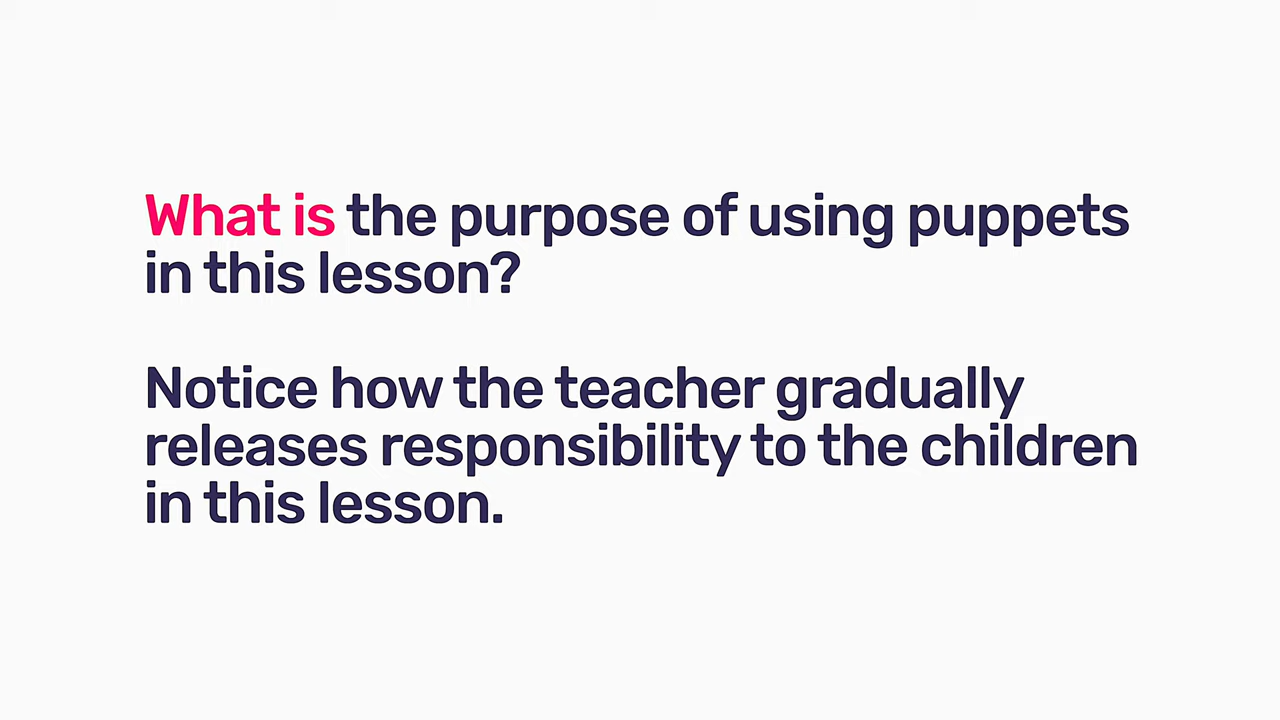 What is the purpose of using puppets
in this lesson?
Notice how the teacher gradually
releases responsibility to the children
in this lesson.